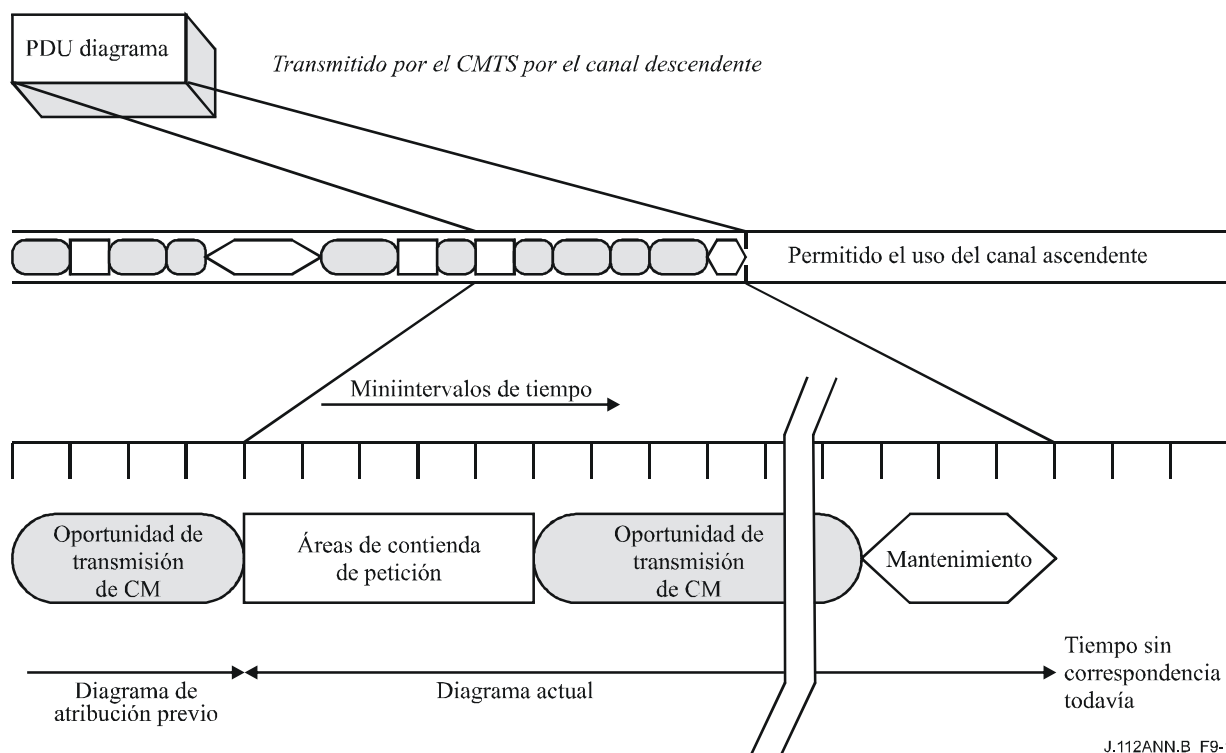 PDU diagrama
Transmitido por el CMTS por el canal descendente
Permitido el uso del canal ascendente
Miniintervalos de tiempo
Oportunidad de
transmisión
de CM
Áreas de contienda
de petición
Oportunidad de
transmisión
de CM
Mantenimiento
Diagrama de
atribución previo
Diagrama actual
Tiempo sin
correspondencia
todavía
J.112ANN.B_F9-